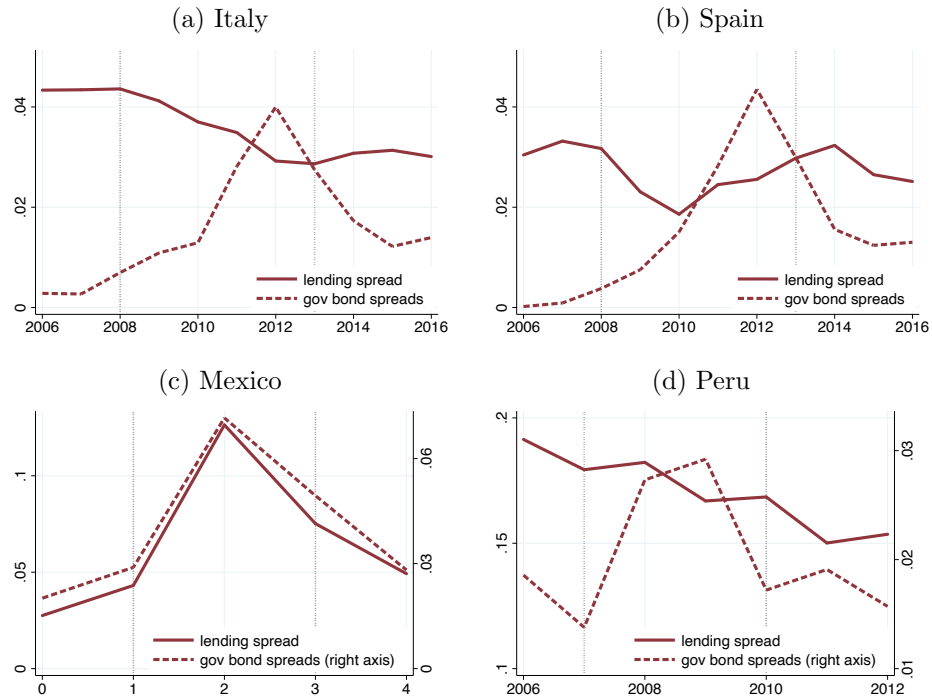 (a) Italy
.04
.02
0
lending spread
gov bond spreads
2006 2008 2010 2012 2014 2016
(b) Spain
.04
.02
0
lending spread
gov bond spreads
2006 2008 2010 2012 2014 2016
(c) Mexico
.1
.05
0
.06
.03
0
lending spread
gov bond spreads (right axis)
0 1 2 3 4
(d) Peru
.2
.15
.1
.03
.02
.01
lending spread
gov bond spreads (right axis)
2006 2008 2010 2012